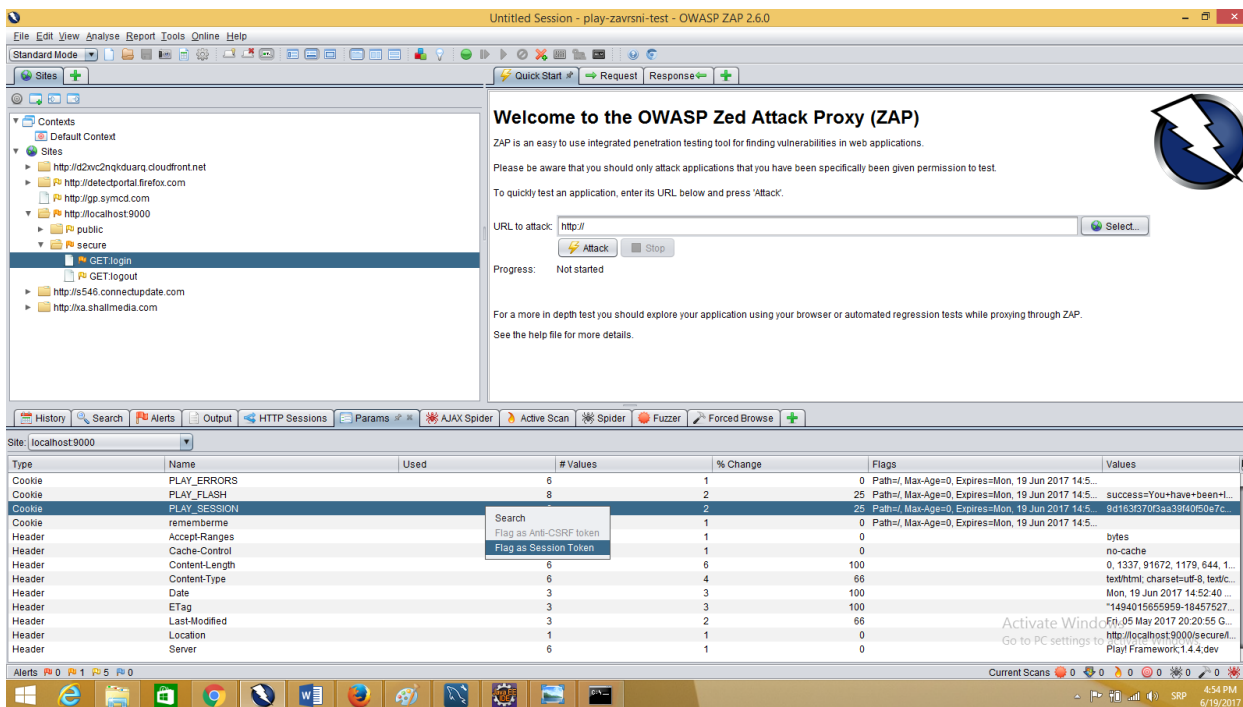 Untitled Session - play-zavrsni-test - OWASP ZAP 2.6.0
File Edit View Analyse Report Tools Online Help
Standard Mode
Sites
Quick Start Request Response
Contexts
Default Context
Sites
http://d2xvc2nqkduarq.cloudfront.net
http://detectportal.firefox.com
http://gp.symcd.com
http://localhost:9000
public
secure
GET:login
GET:logout
http://s546.connectupdate.com
http://xa.shallmedia.com
Welcome to the OWASP Zed Attack Proxy (ZAP)
ZAP is an easy to use integrated penetration testing tool for finding vulnerabilities in web applications.
Please be aware that you should only attack applications that you have been specifically been given permission to test.
To quickly test an application, enter its URL below and press 'Attack'.
URL to attack: http:// Select...
Attack Stop
Progress: Not started
For a more in depth test you should explore your application using your browser or automated regression tests while proxying through ZAP.
See the help file for more details.
History Search Alerts Output HTTP Sessions Params AJAX Spider Active Scan Spider Fuzzer Forced Browse
Site: localhost:9000
Type Name Used # Values % Change Flags Values
Cookie PLAY_ERRORS 6 1 0 Path=/, Max-Age=0, Expires=Mon, 19 Jun 2017 14:5...
Cookie PLAY_FLASH 8 2 25 Path=/, Max-Age=0, Expires=Mon, 19 Jun 2017 14:5... success=You+have+been+l...
Cookie PLAY_SESSION 2 25 Path=/, Max-Age=0, Expires=Mon, 19 Jun 2017 14:5... 9d163f370f3aa39f40f50e7c...
Cookie rememberme 1 0 Path=/, Max-Age=0, Expires=Mon, 19 Jun 2017 14:5...
Header Accept-Ranges 1 0 bytes
Header Cache-Control 1 0 no-cache
Header Content-Length 6 6 100 0, 1337, 91672, 1179, 644, 1...
Header Content-Type 6 4 66 text/html; charset=utf-8, text/c...
Header Date 3 3 100 Mon, 19 Jun 2017 14:52:40 ...
Header ETag 3 3 100 "1494015655959-18457527...
Header Last-Modified 3 2 66 Fri, 05 May 2017 20:20:55 G...
Header Location 1 1 0 http://localhost:9000/secure/l...
Header Server 6 1 0 Play! Framework;1.4.4;dev
Search
Flag as Anti-CSRF token
Flag as Session Token
Activate Windows
Go to PC settings to activate Windows.
Alerts 0 1 5 0 Current Scans 0 0 0 0 0 0 0
SRP 4:54 PM
6/19/2017